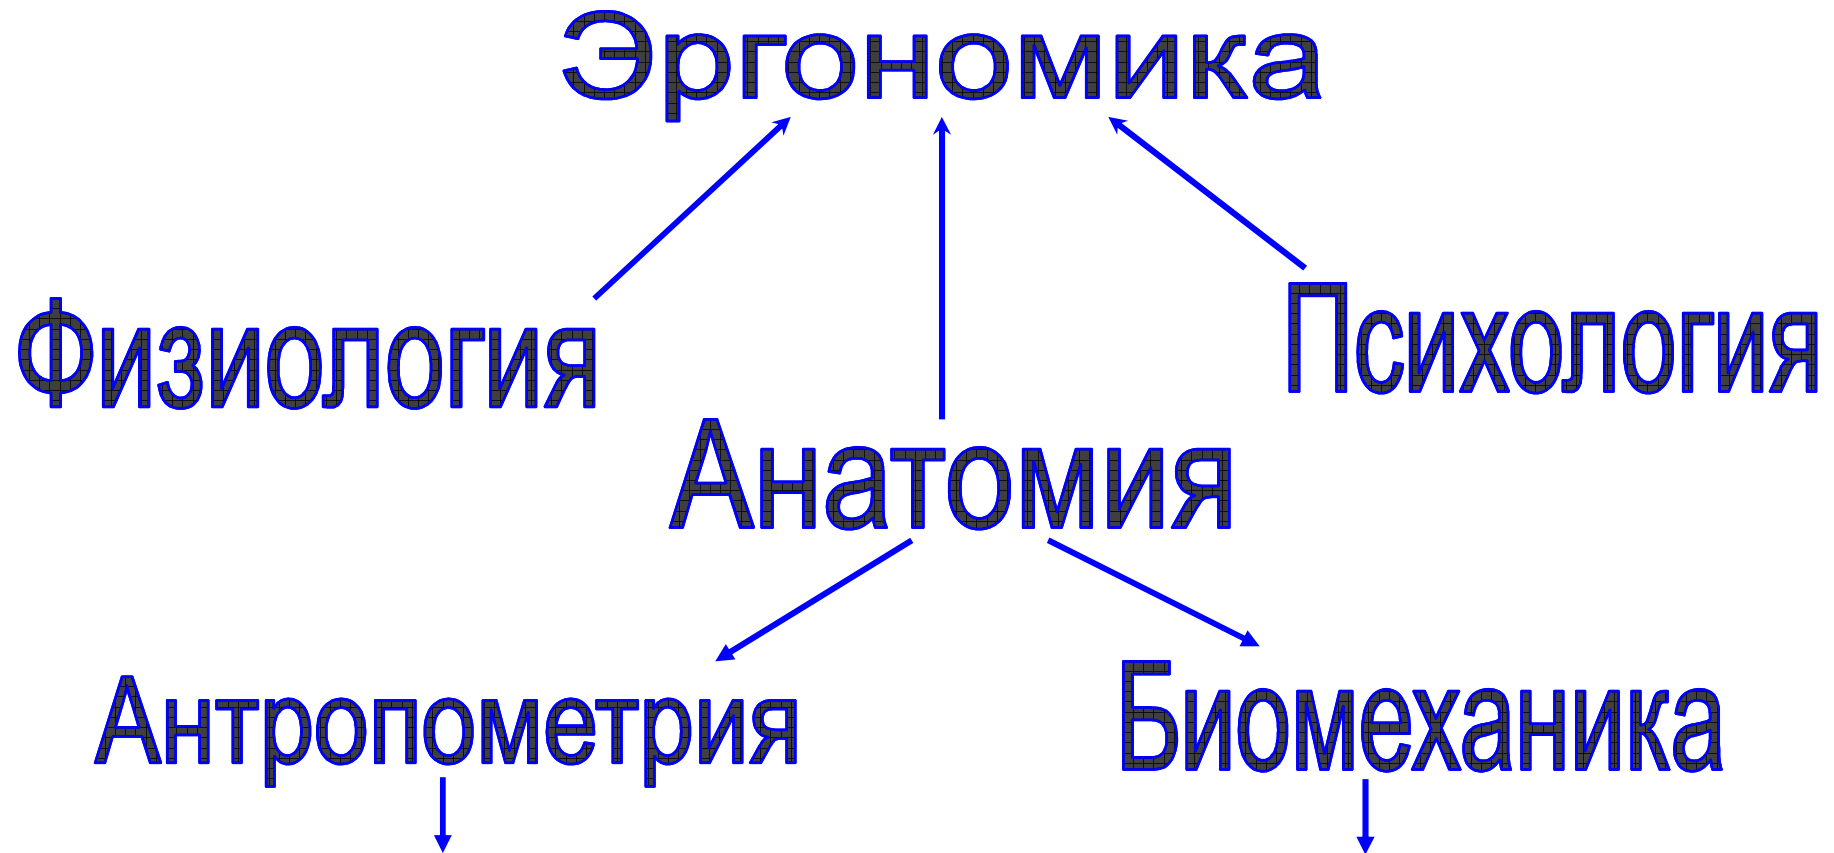 Эргономика
Физиология
Психология
Анатомия
Антропометрия
Биомеханика